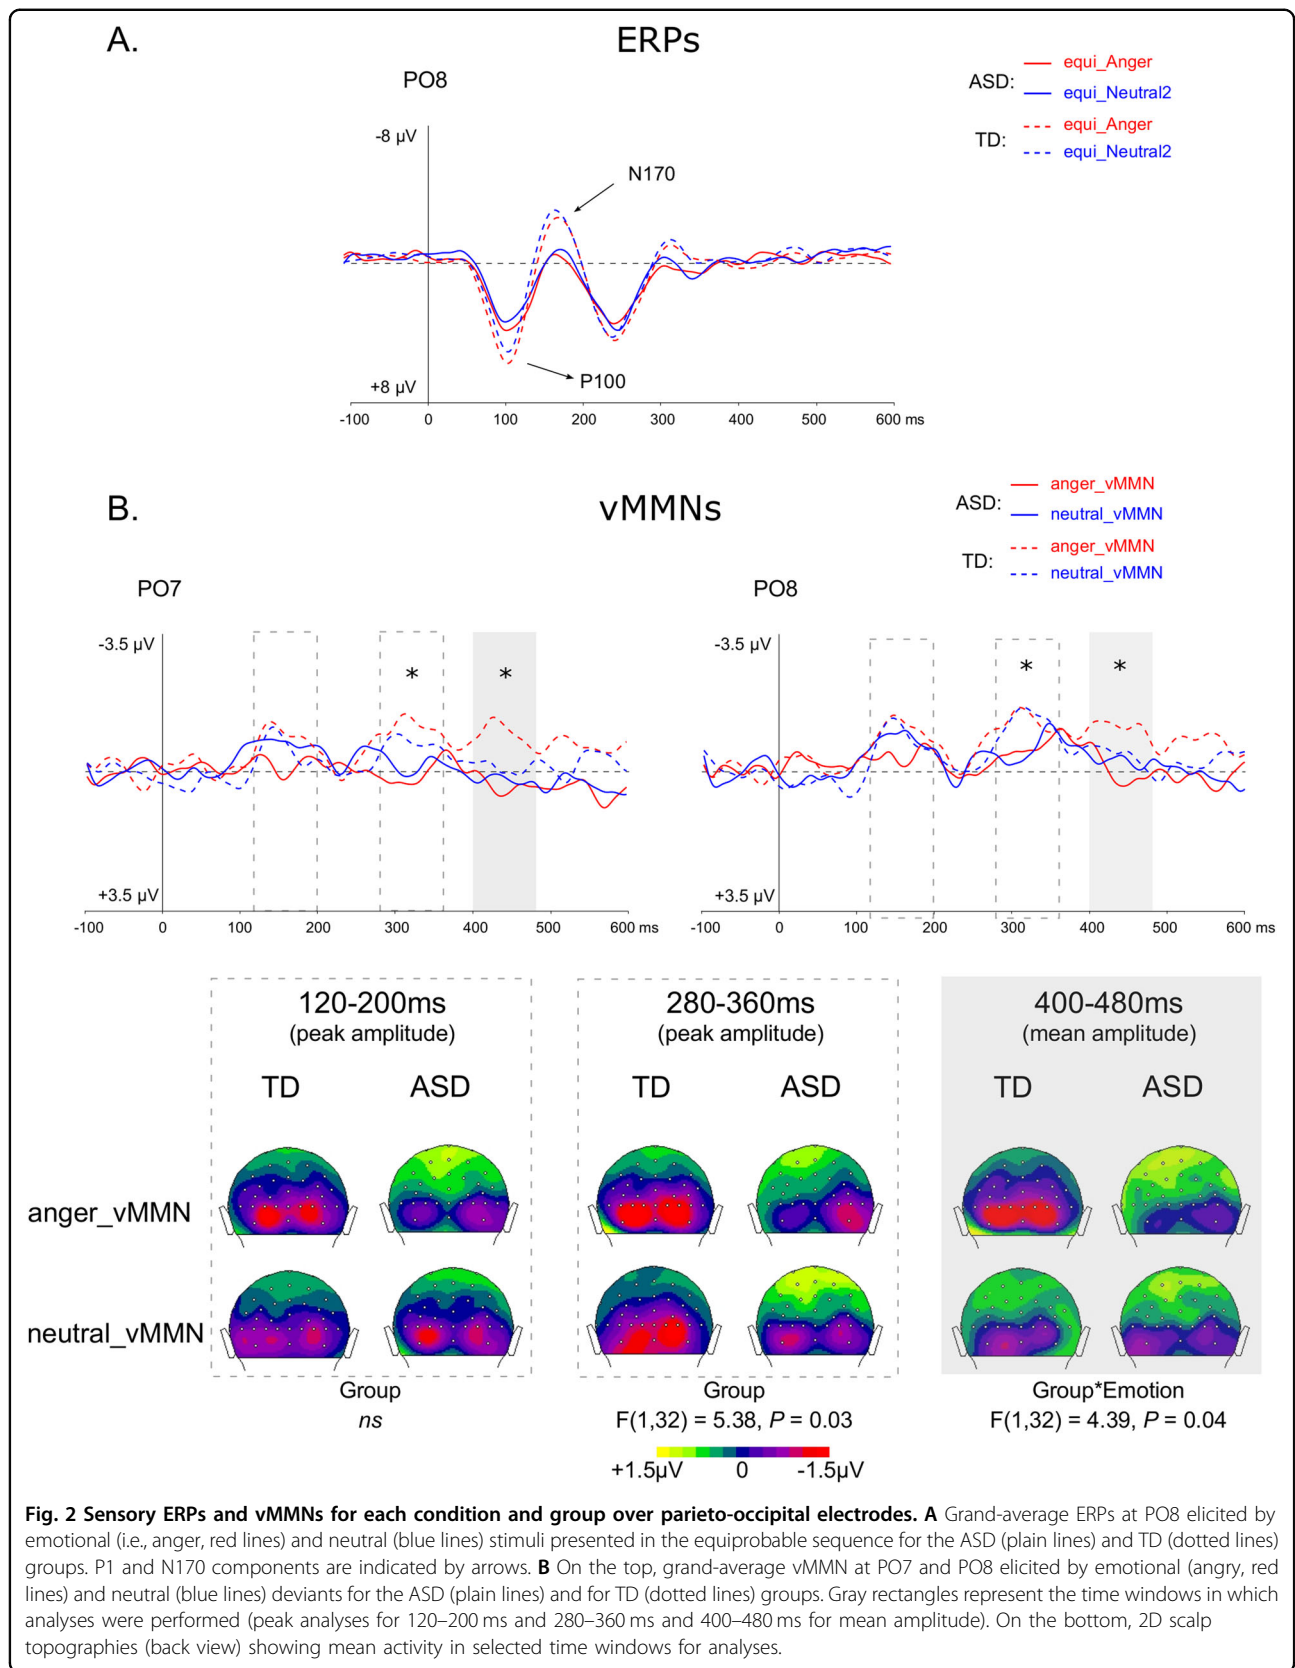 A.
ERPs
PO8
ASD:
equi_Anger
equi_Neutral2
TD:
equi_Anger
equi_Neutral2
-8 µV
N170
P100
+8 µV
-100 0 100 200 300 400 500 600 ms
B.
vMMNs
ASD:
anger_vMMN
neutral_vMMN
TD:
anger_vMMN
neutral_vMMN
PO7
-3.5 µV
* *
+3.5 µV
-100 0 100 200 300 400 500 600 ms
PO8
-3.5 µV
* *
+3.5 µV
-100 0 100 200 300 400 500 600 ms
120-200ms
(peak amplitude)
TD ASD
280-360ms
(peak amplitude)
TD ASD
400-480ms
(mean amplitude)
TD ASD
anger_vMMN
neutral_vMMN
Group
ns
Group
F(1,32) = 5.38, P = 0.03
Group*Emotion
F(1,32) = 4.39, P = 0.04
+1.5µV 0 -1.5µV
Fig. 2 Sensory ERPs and vMMNs for each condition and group over parieto-occipital electrodes. A Grand-average ERPs at PO8 elicited by
emotional (i.e., anger, red lines) and neutral (blue lines) stimuli presented in the equiprobable sequence for the ASD (plain lines) and TD (dotted lines)
groups. P1 and N170 components are indicated by arrows. B On the top, grand-average vMMN at PO7 and PO8 elicited by emotional (angry, red
lines) and neutral (blue lines) deviants for the ASD (plain lines) and for TD (dotted lines) groups. Gray rectangles represent the time windows in which
analyses were performed (peak analyses for 120–200 ms and 280–360 ms and 400–480 ms for mean amplitude). On the bottom, 2D scalp
topographies (back view) showing mean activity in selected time windows for analyses.